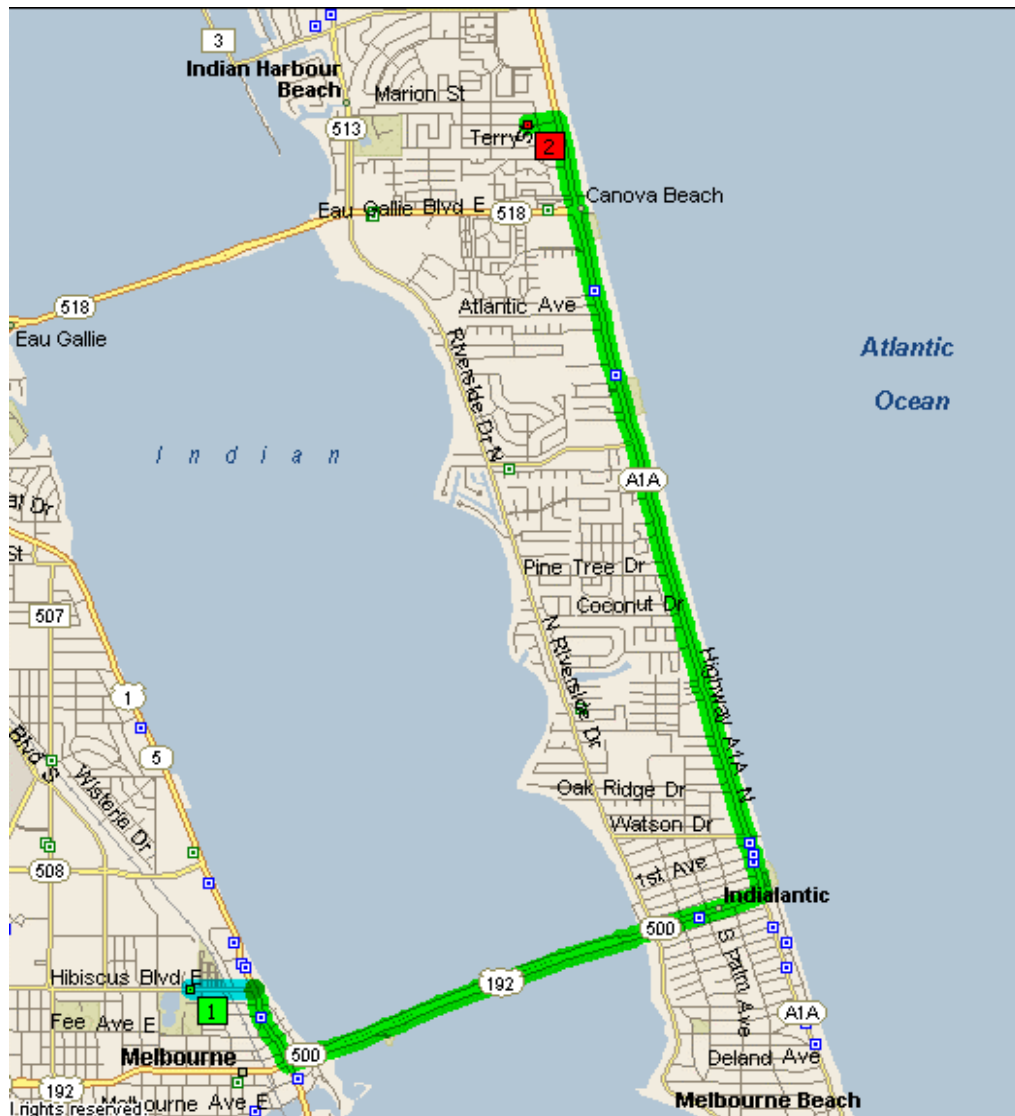 3
Indian Harbour
Beach
Marion St
513
Terry
2
Canova Beach
Eau Gallie Blvd E
518
518
Atlantic Ave
Eau Gallie
Riverside Dr N
Atlantic
Ocean
Indian
A1A
Dr
St
Pine Tree Dr
Coconut Dr
507
N Riverside Dr
Highway A1A N
1
5
Blvd S
Wisteria Dr
Oak Ridge Dr
Watson Dr
508
1st Ave
Indialantic
500
S Palm Ave
Hibiscus Blvd E
192
1
Fee Ave E
A1A
Melbourne
500
Deland Ave
192
Melbourne Ave E
Melbourne Beach
rights reserved